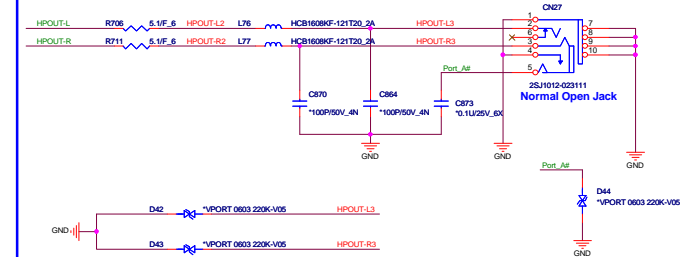 CN27
HPOUT-L R706 5.1/F_6 HPOUT-L2 L76 HCB1608KF-121T20_2A HPOUT-L3 1 7
2 8
HPOUT-R R711 5.1/F_6 HPOUT-R2 L77 HCB1608KF-121T20_2A HPOUT-R3 6 9
3 10
4
Port_A# 5
2SJ1012-023111
Normal Open Jack
C870 C864 C873
*100P/50V_4N *100P/50V_4N *0.1U/25V_6X
GND GND GND
Port_A#
D44
*VPORT 0603 220K-V05
GND
D42 *VPORT 0603 220K-V05 HPOUT-L3
GND
D43 *VPORT 0603 220K-V05 HPOUT-R3